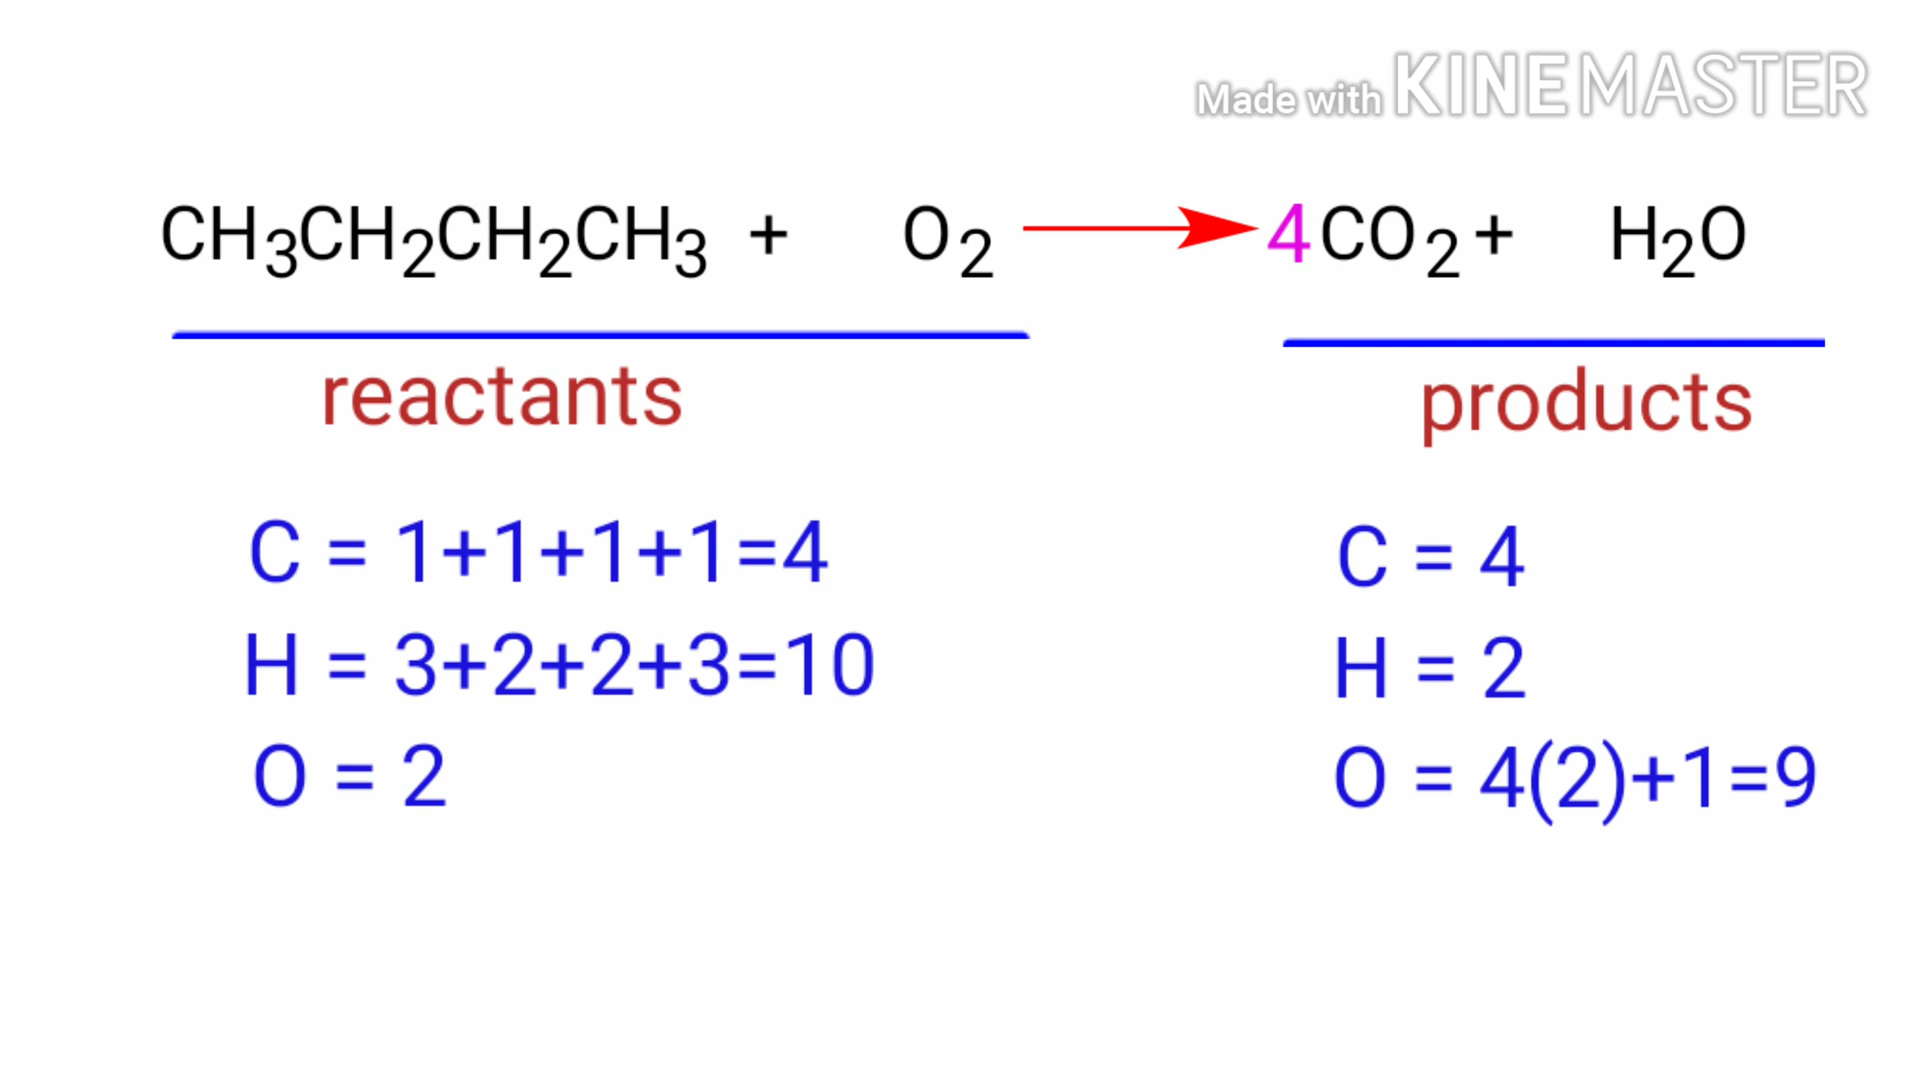 Made with KINEMASTER
CH3CH2CH2CH3 + O2 → 4CO2 + H2O
reactants
products
C = 1+1+1+1=4
C = 4
H = 3+2+2+3=10
H = 2
O = 2
O = 4(2)+1=9